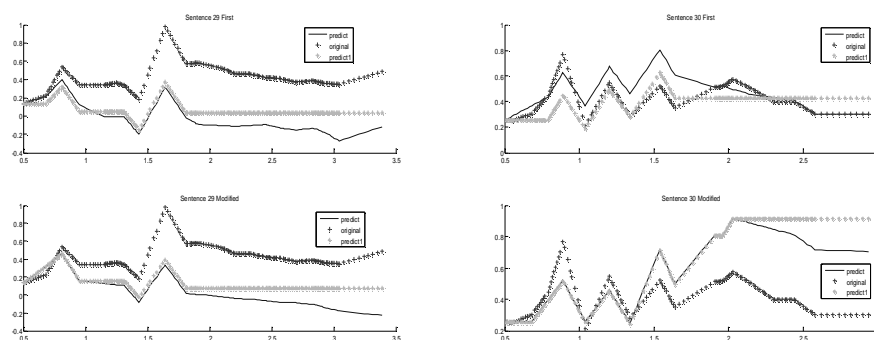 Sentence 29 First
1
0.8
0.6
0.4
0.2
0
-0.2
-0.4
0.5 1 1.5 2 2.5 3 3.5
predict
original
predict1
Sentence 30 First
1
0.8
0.6
0.4
0.2
0
0.5 1 1.5 2 2.5
predict
original
predict1
Sentence 29 Modified
1
0.8
0.6
0.4
0.2
0
-0.2
-0.4
0.5 1 1.5 2 2.5 3 3.5
predict
original
predict1
Sentence 30 Modified
1
0.8
0.6
0.4
0.2
0.5 1 1.5 2 2.5
predict
original
predict1